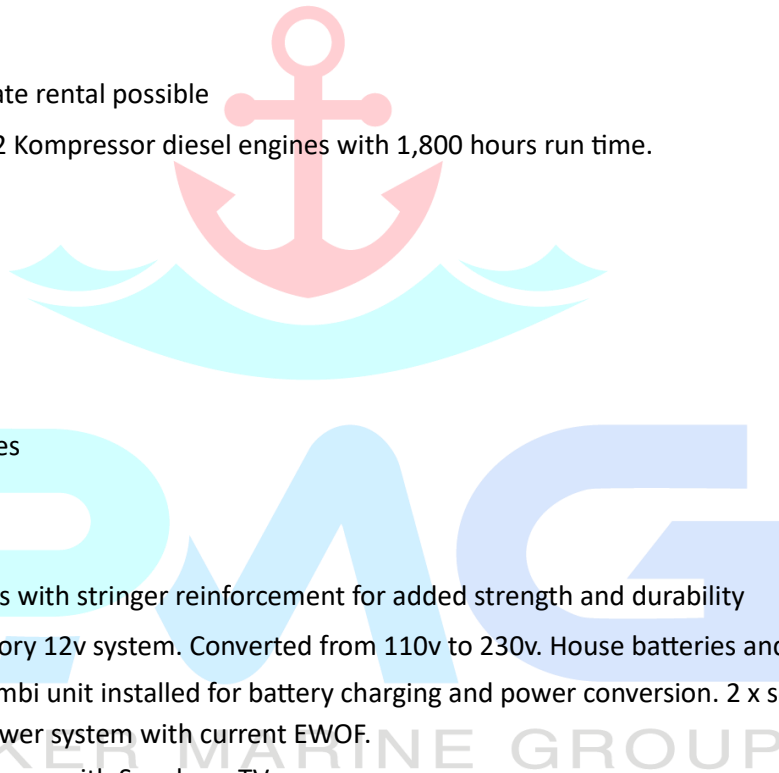 ate rental possible
2 Kompressor diesel engines with 1,800 hours run time.
es
s with stringer reinforcement for added strength and durability
ory 12v system. Converted from 110v to 230v. House batteries and
mbi unit installed for battery charging and power conversion. 2 x s
wer system with current EWOF.
PMG
KER MARINE GROUP